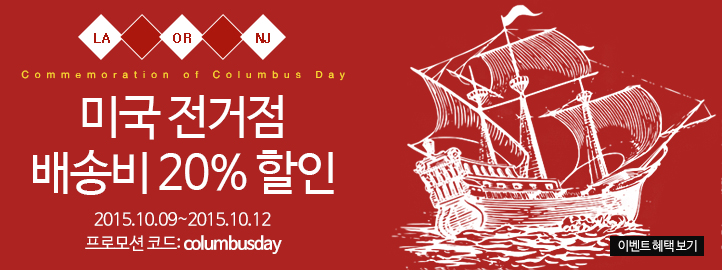 LA OR NJ
Commemoration of Columbus Day
미국 전거점
배송비 20% 할인
2015.10.09~2015.10.12
프로모션 코드: columbusday
이벤트 혜택 보기